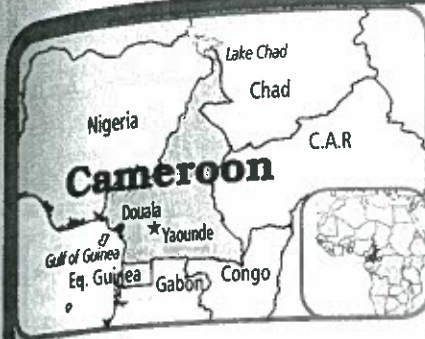 Lake Chad
Chad
Nigeria
C.A.R
Cameroon
Douala
Yaounde
Gulf of Guinea
Eq. Guinea
Gabon
Congo